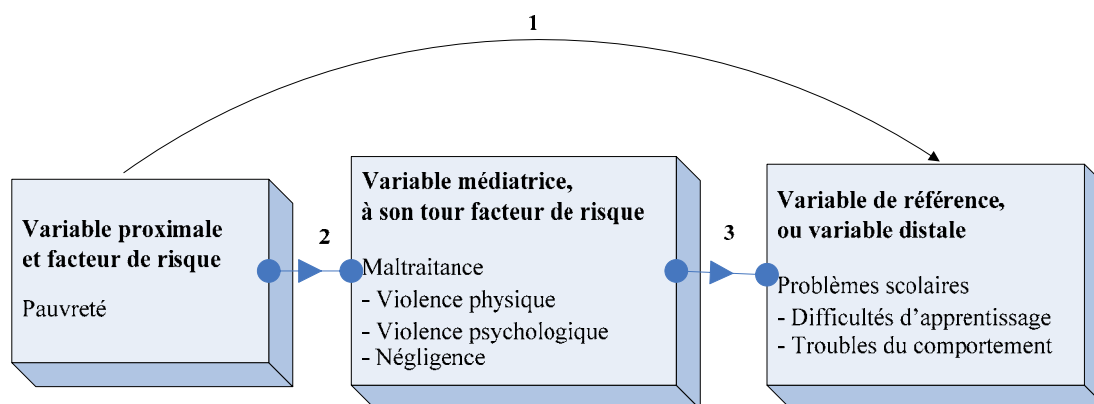 1
Variable proximale
et facteur de risque
Pauvreté
2
Variable médiatrice,
à son tour facteur de risque
Maltraitance
- Violence physique
- Violence psychologique
- Négligence
3
Variable de référence,
ou variable distale
Problèmes scolaires
- Difficultés d’apprentissage
- Troubles du comportement